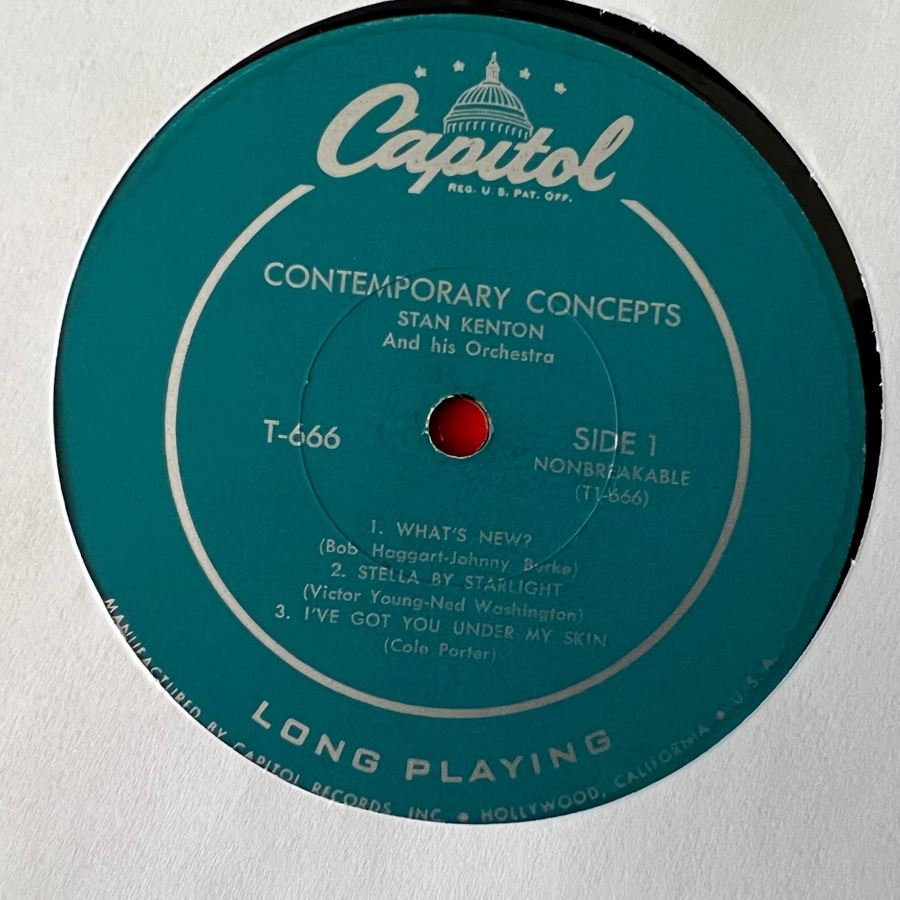 Capitol
REG. U. S. PAT. OFF.
CONTEMPORARY CONCEPTS
STAN KENTON
And his Orchestra
T-666
SIDE 1
NONBREAKABLE
(T1-666)
1. WHAT'S NEW?
(Bob Haggart-Johnny Burke)
2. STELLA BY STARLIGHT
(Victor Young-Ned Washington)
3. I'VE GOT YOU UNDER MY SKIN
(Cole Porter)
LONG PLAYING
MANUFACTURED BY CAPITOL RECORDS, INC. • HOLLYWOOD, CALIFORNIA • U. S. A.